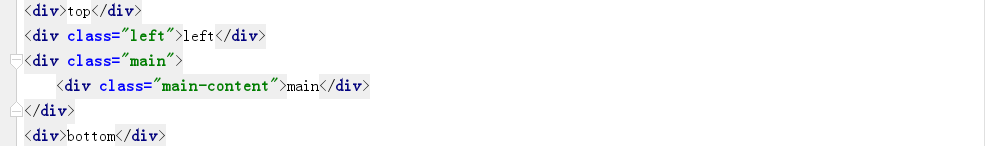 <div>top</div>
<div class="left">left</div>
<div class="main">
<div class="main-content">main</div>
</div>
<div>bottom</div>